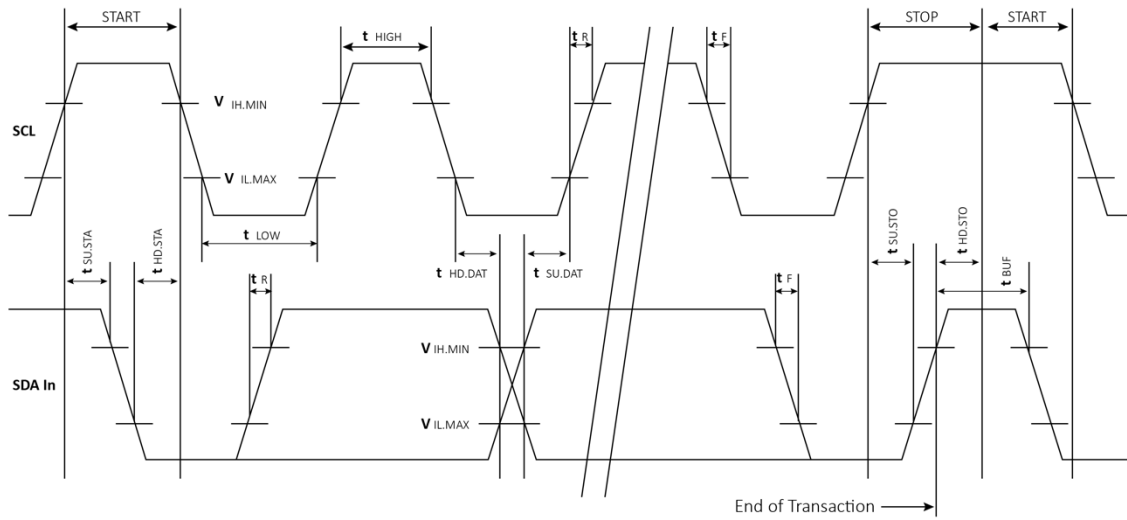 START
STOP
START
t HIGH
t R
t F
V IH.MIN
SCL
V IL.MAX
t LOW
t SU.STA
t HD.STA
t R
t HD.DAT
t SU.DAT
t F
t SU.STO
t HD.STO
t BUF
V IH.MIN
SDA In
V IL.MAX
End of Transaction